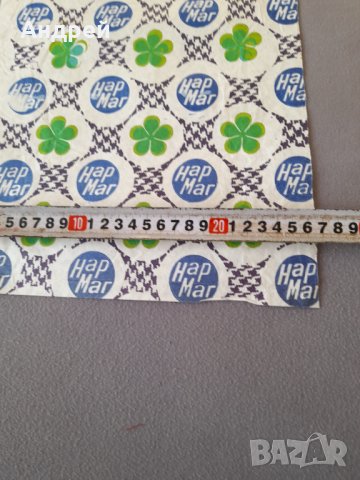 Андрей
Нар Маг
Нар Маг Нар
Маг Нар Маг
Нар Маг Нар Маг
5 6 7 8 9 10 1 2 3 4 5 6 7 8 9 20 1 2 3 4 5 6 7 8 9
Нар Маг Нар Маг Нар Маг
BAZAR